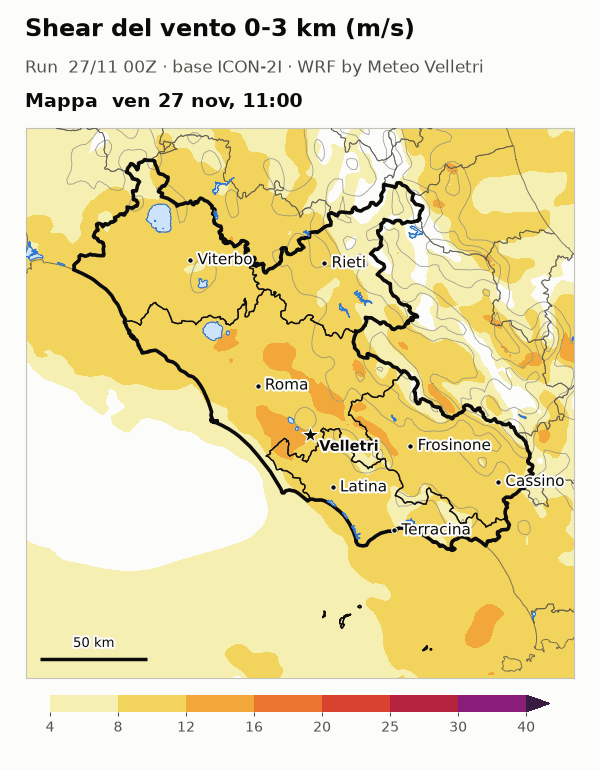 Shear del vento 0-3 km (m/s)
Run  27/11 00Z · base ICON-2I · WRF by Meteo Velletri
Mappa  ven 27 nov, 11:00
Viterbo
Rieti
Roma
Velletri
Frosinone
Latina
Cassino
Terracina
50 km
4 8 12 16 20 25 30 40